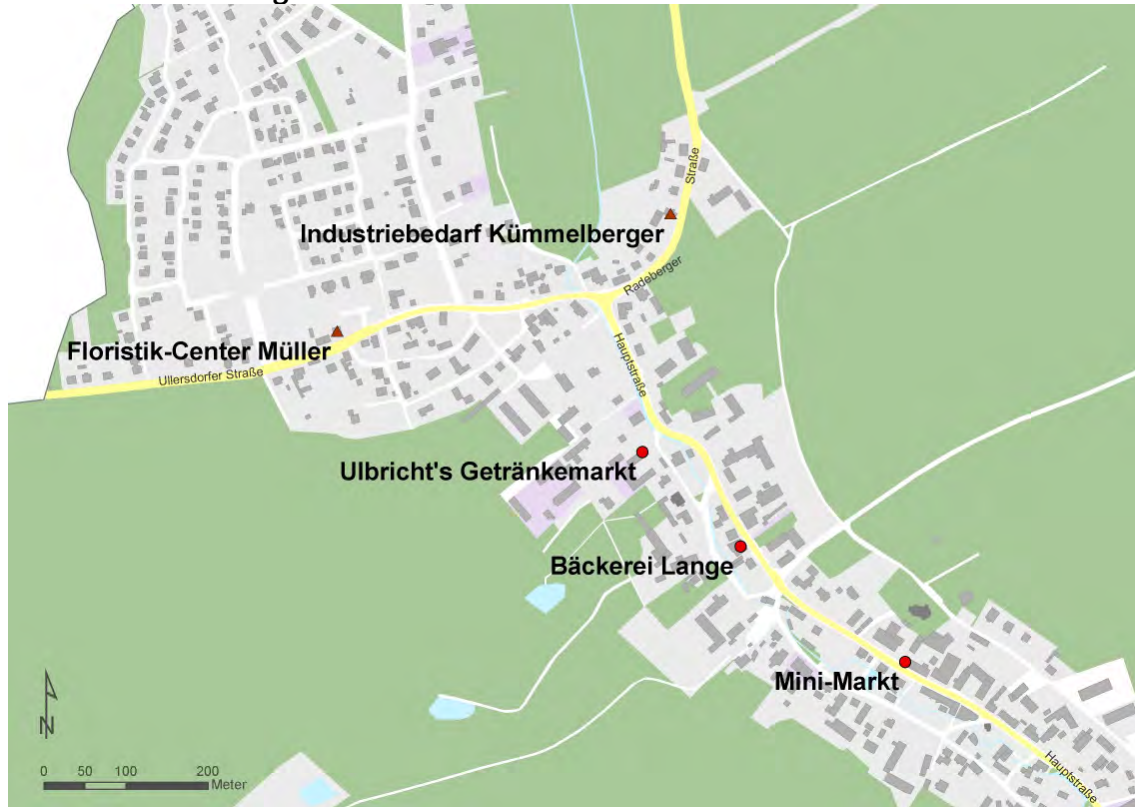 Straße
Industriebedarf Kümmelberger
Radeberger
Floristik-Center Müller
Ullersdorfer Straße
Hauptstraße
Ulbricht's Getränkemarkt
Bäckerei Lange
Mini-Markt
N
Hauptstraße
0 50 100 200
Meter